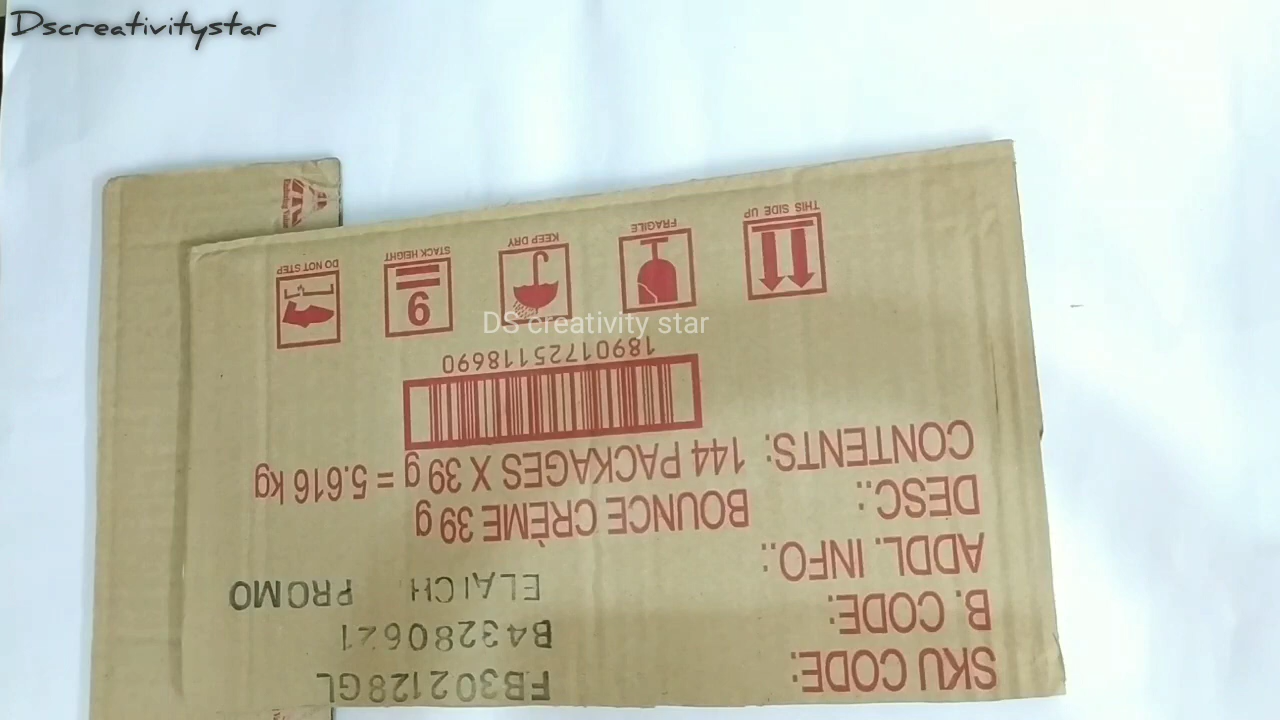 Dscreativitystar
SKU CODE: FB302128GL
B. CODE: B43280621
ADDL. INFO.: ELAICH PROMO
DESC.: BOUNCE CRÈME 39 g
CONTENTS: 144 PACKAGES X 39 g = 5.616 kg
18901725118690
DS creativity star
THIS SIDE UP
FRAGILE
KEEP DRY
6
STACK HEIGHT
DO NOT STEP